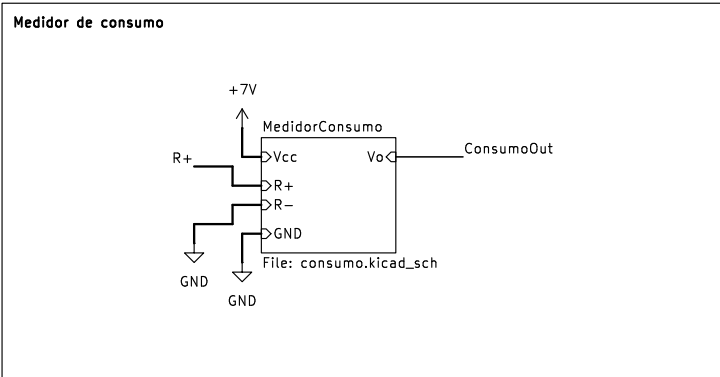 Medidor de consumo
+7V
MedidorConsumo
Vcc
Vo
ConsumoOut
R+
R+
R-
GND
GND
File: consumo.kicad_sch
GND